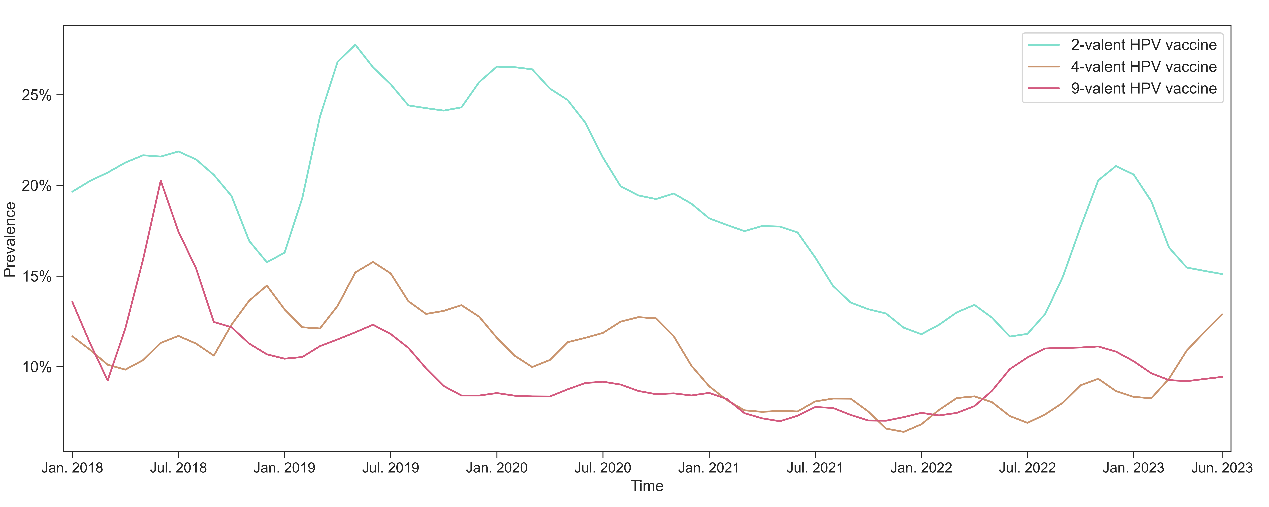 2-valent HPV vaccine
4-valent HPV vaccine
9-valent HPV vaccine
25%
20%
15%
10%
Prevalence
Jan. 2018 Jul. 2018 Jan. 2019 Jul. 2019 Jan. 2020 Jul. 2020 Jan. 2021 Jul. 2021 Jan. 2022 Jul. 2022 Jan. 2023 Jun. 2023
Time